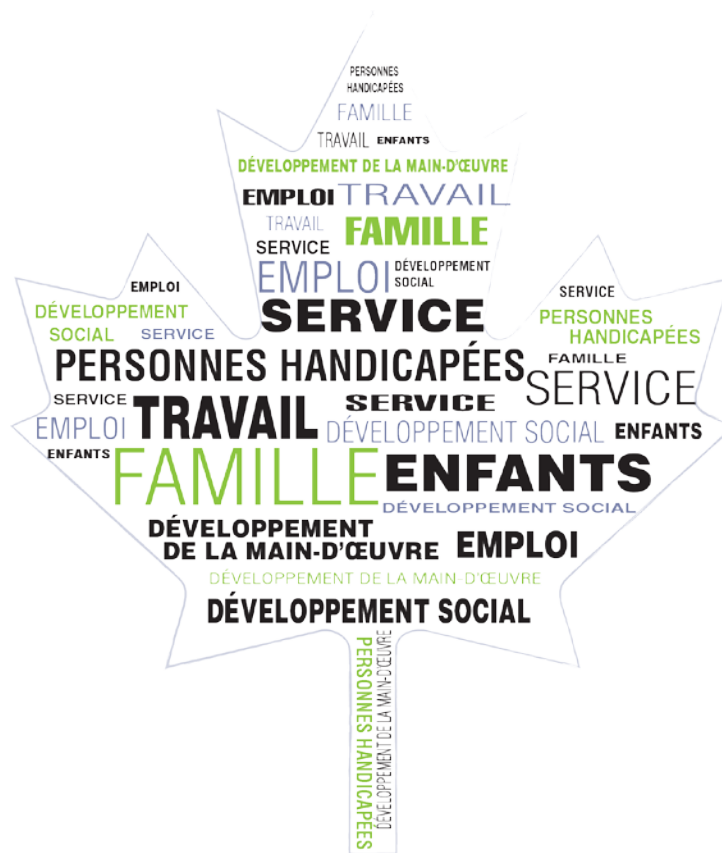 PERSONNES
HANDICAPÉES
FAMILLE
TRAVAIL ENFANTS
DÉVELOPPEMENT DE LA MAIN-D'ŒUVRE
EMPLOI TRAVAIL
TRAVAIL FAMILLE
SERVICE
EMPLOI DÉVELOPPEMENT
SOCIAL
SERVICE
EMPLOI
DÉVELOPPEMENT
SOCIAL SERVICE
SERVICE
PERSONNES
HANDICAPÉES
PERSONNES HANDICAPÉES
FAMILLE
SERVICE
SERVICE
TRAVAIL SERVICE
EMPLOI DÉVELOPPEMENT SOCIAL ENFANTS
ENFANTS
FAMILLE ENFANTS
DÉVELOPPEMENT SOCIAL
DÉVELOPPEMENT
DE LA MAIN-D'ŒUVRE EMPLOI
DÉVELOPPEMENT DE LA MAIN-D'ŒUVRE
DÉVELOPPEMENT SOCIAL
PERSONNES HANDICAPÉES
DÉVELOPPEMENT DE LA MAIN-D'ŒUVRE